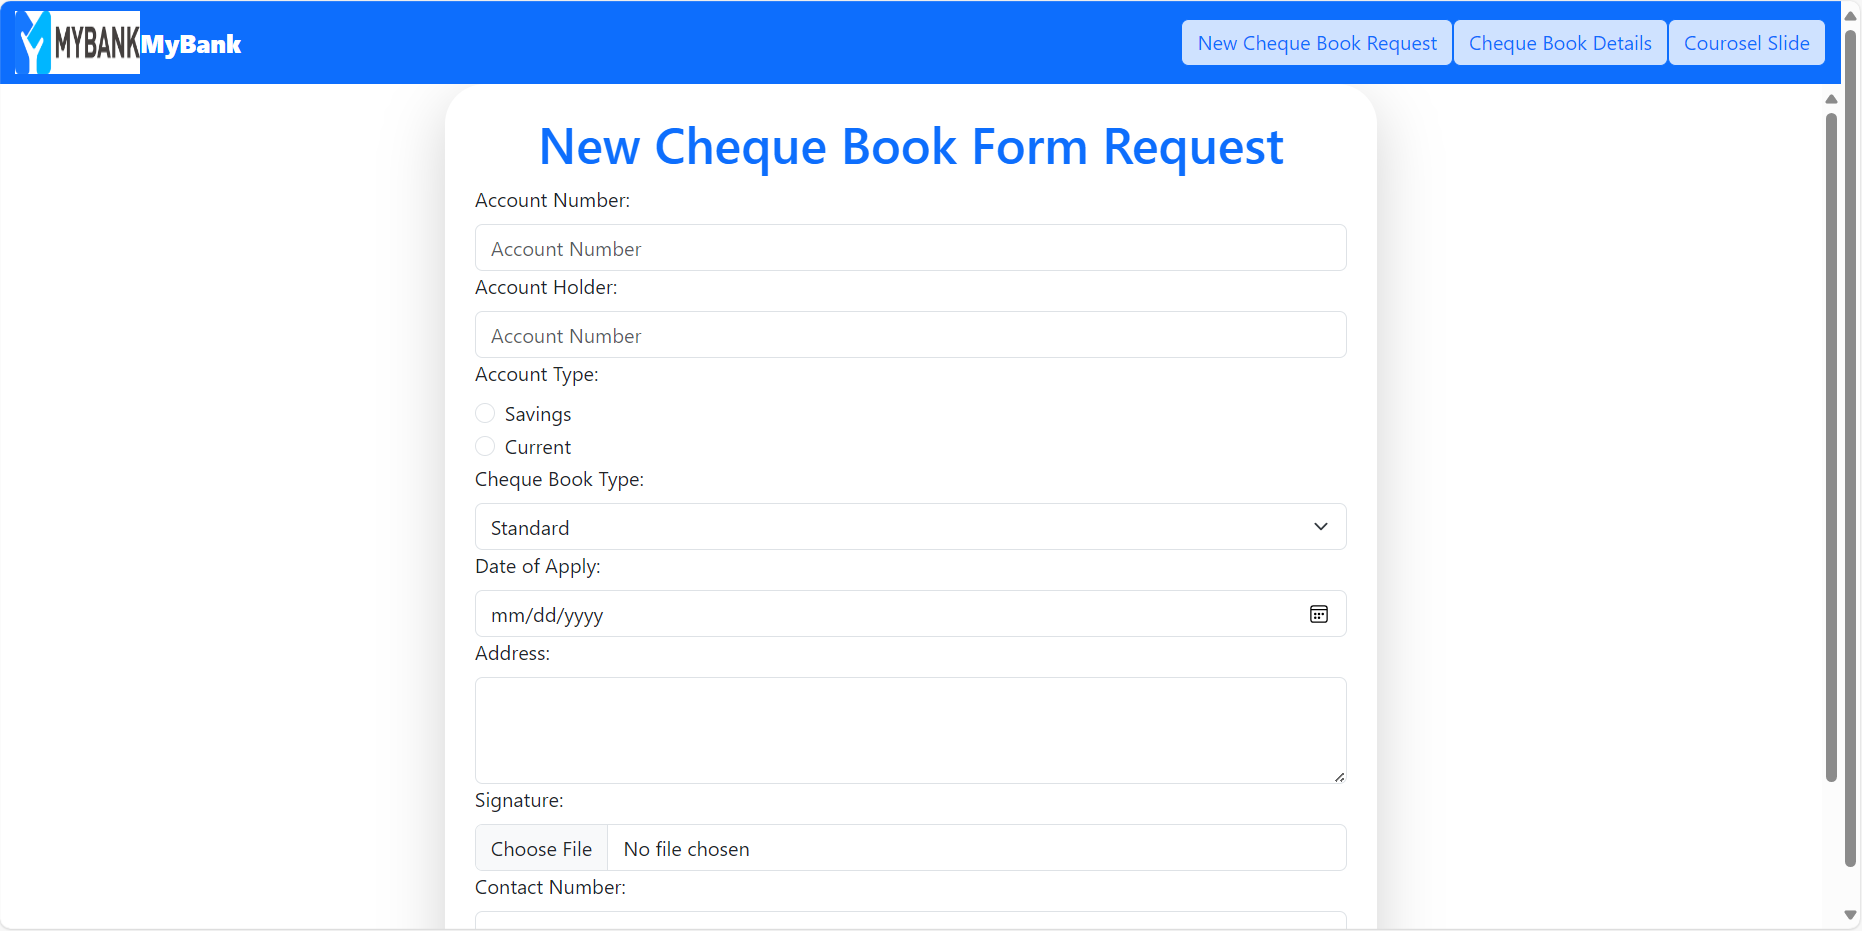 MYBANK MyBank New Cheque Book Request Cheque Book Details Courosel Slide
New Cheque Book Form Request
Account Number:
Account Number
Account Holder:
Account Number
Account Type:
Savings
Current
Cheque Book Type:
Standard
Date of Apply:
mm/dd/yyyy
Address:
Signature:
Choose File No file chosen
Contact Number: